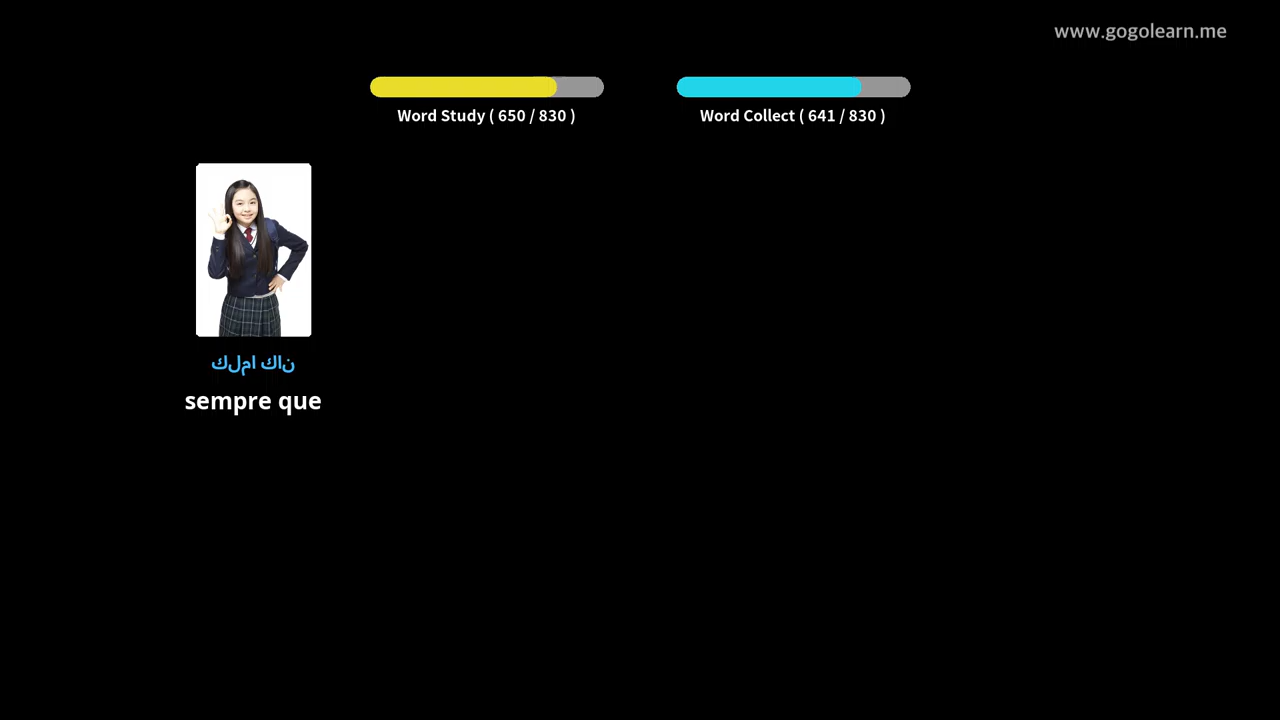 www.gogolearn.me
Word Study ( 650 / 830 )
Word Collect ( 641 / 830 )
كلما كان
sempre que